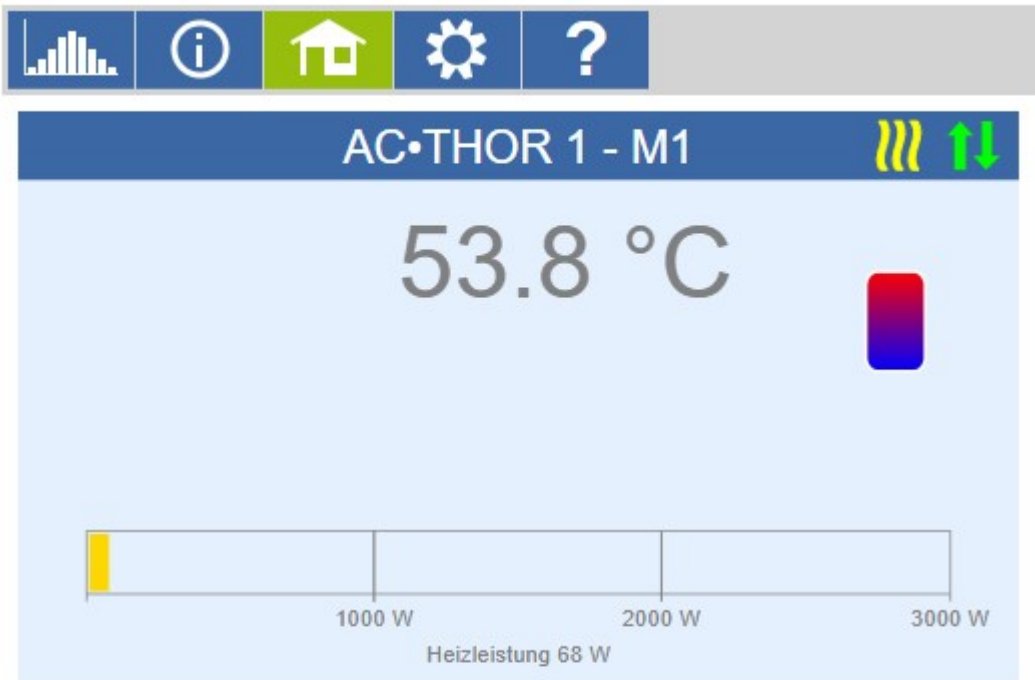 ?
AC•THOR 1 - M1
53.8 °C
1000 W 2000 W 3000 W
Heizleistung 68 W